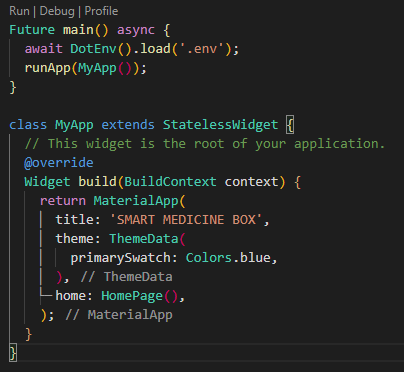 Run | Debug | Profile
Future main() async {
  await DotEnv().load('.env');
  runApp(MyApp());
}

class MyApp extends StatelessWidget {
  // This widget is the root of your application.
  @override
  Widget build(BuildContext context) {
    return MaterialApp(
      title: 'SMART MEDICINE BOX',
      theme: ThemeData(
        primarySwatch: Colors.blue,
      ), // ThemeData
      home: HomePage(),
    ); // MaterialApp
  }
}